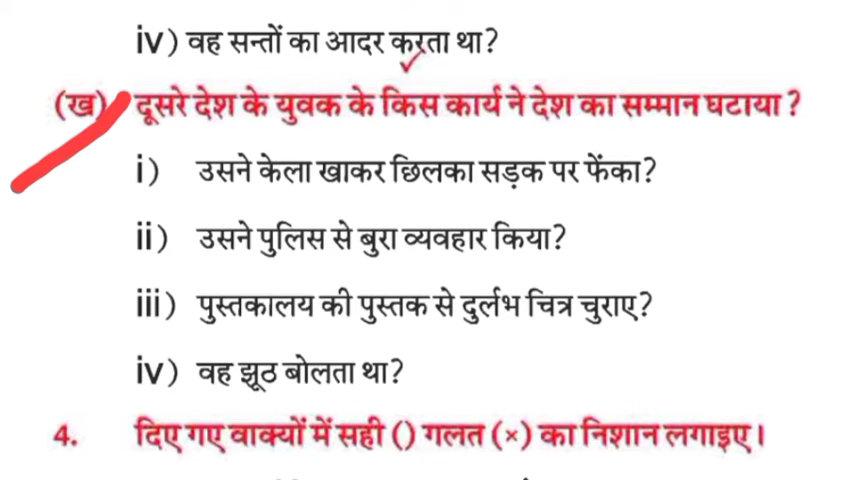 iv) वह सन्तों का आदर करता था?
(ख) दूसरे देश के युवक के किस कार्य ने देश का सम्मान घटाया?
i) उसने केला खाकर छिलका सड़क पर फेंका?
ii) उसने पुलिस से बुरा व्यवहार किया?
iii) पुस्तकालय की पुस्तक से दुर्लभ चित्र चुराए?
iv) वह झूठ बोलता था?
4. दिए गए वाक्यों में सही () गलत (×) का निशान लगाइए।